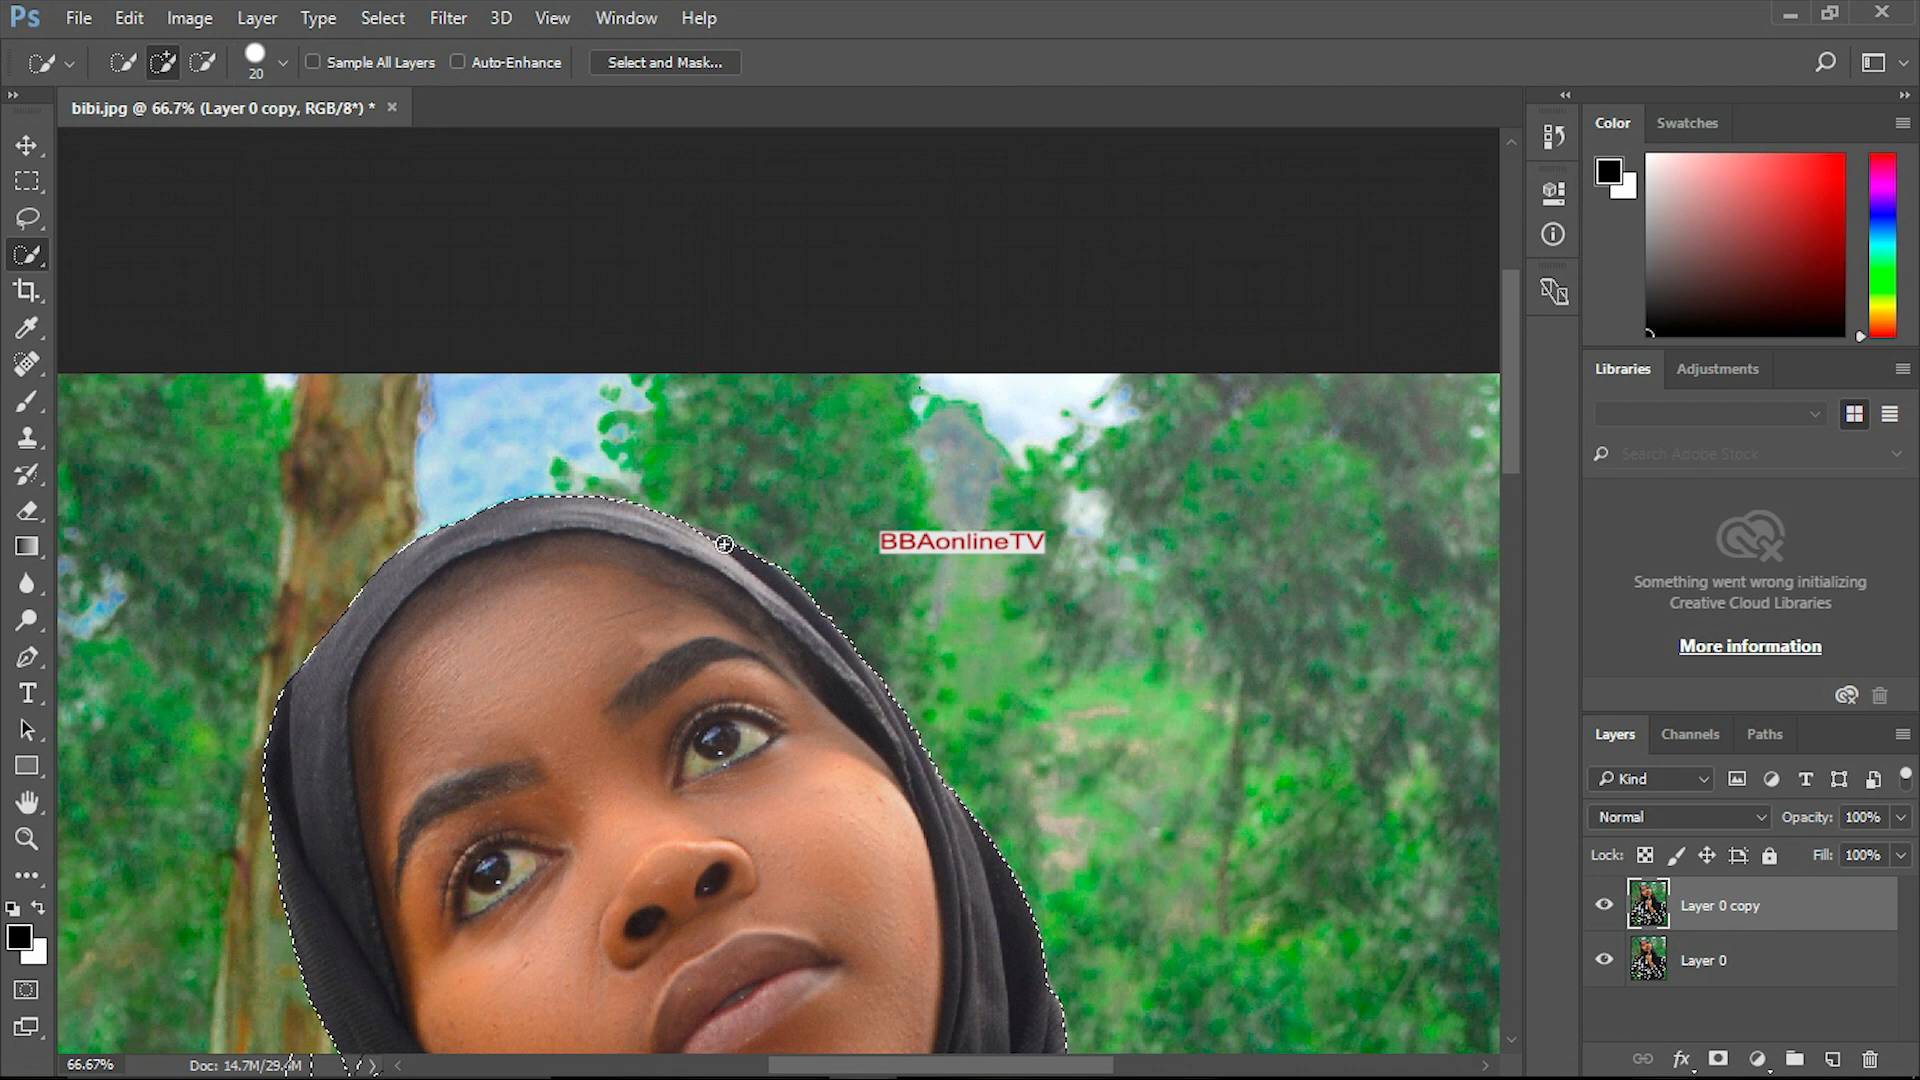 Ps File Edit Image Layer Type Select Filter 3D View Window Help
20 Sample All Layers Auto-Enhance Select and Mask...
bibi.jpg @ 66.7% (Layer 0 copy, RGB/8*) *
Color Swatches
BBAonlineTV
Libraries Adjustments
Search Adobe Stock
Something went wrong initializing
Creative Cloud Libraries
More information
Layers Channels Paths
Kind
Normal Opacity: 100%
Lock: Fill: 100%
Layer 0 copy
Layer 0
66.67% Doc: 14.7M/29.4M